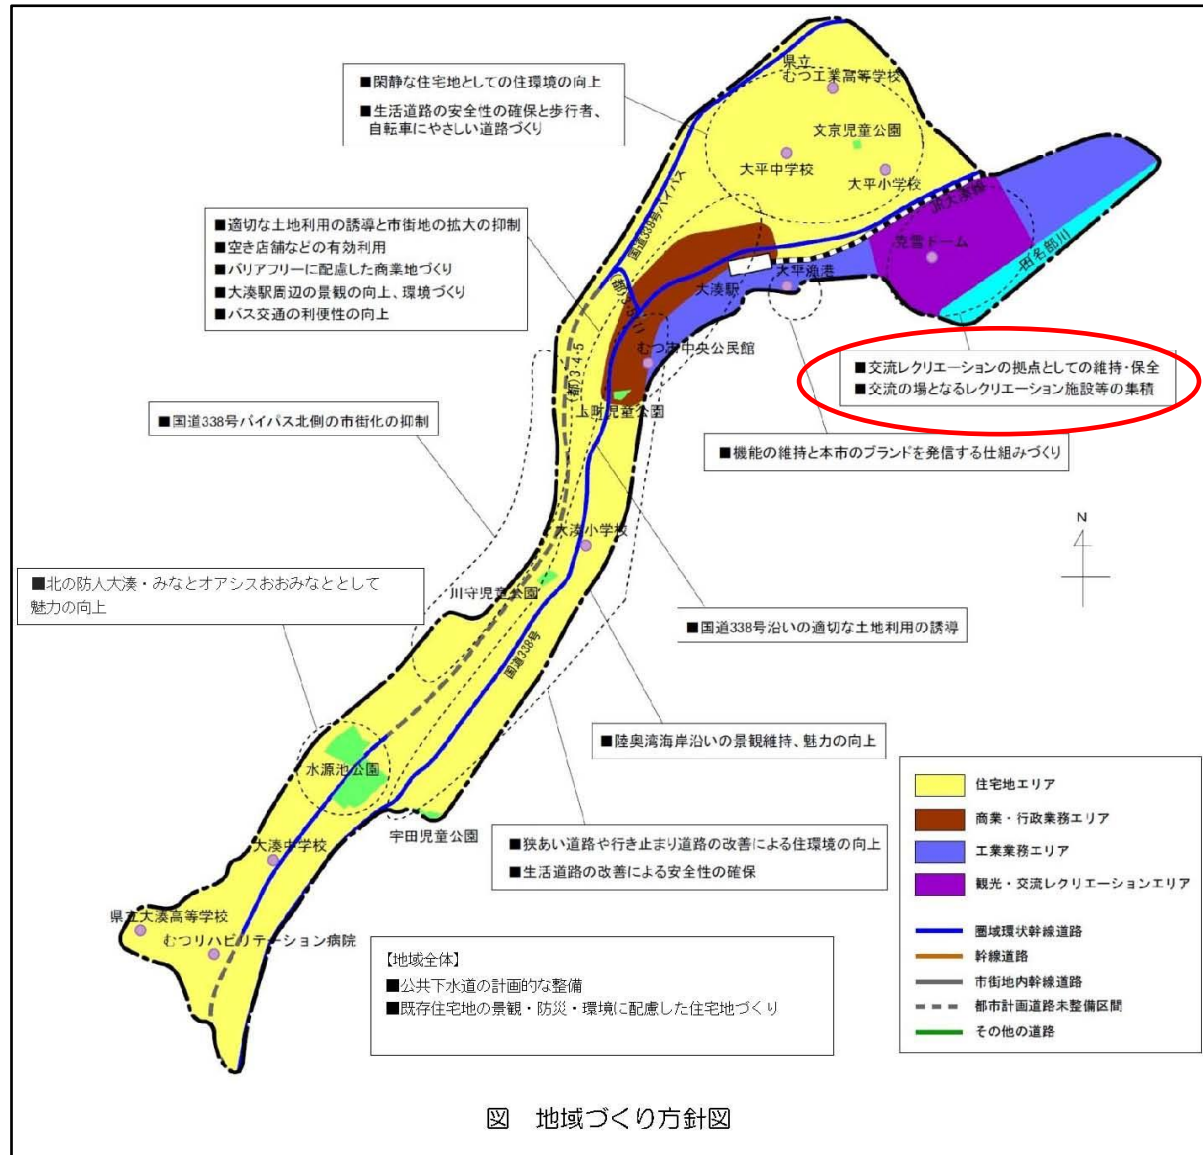 ■閑静な住宅地としての住環境の向上
■生活道路の安全性の確保と歩行者、
自転車にやさしい道路づくり
県立
むつ工業高等学校
文京児童公園
大平中学校
大平小学校
■適切な土地利用の誘導と市街地の拡大の抑制
■空き店舗などの有効利用
■バリアフリーに配慮した商業地づくり
■大湊駅周辺の景観の向上、環境づくり
■バス交通の利便性の向上
国道338号バイパス
JR大湊線
克雪ドーム
田名部川
大平漁港
大湊駅
(都)3・5・11
むつ市中央公民館
(都)3・4・5
上町児童公園
■交流レクリエーションの拠点としての維持・保全
■交流の場となるレクリエーション施設等の集積
■国道338号バイパス北側の市街化の抑制
■機能の維持と本市のブランドを発信する仕組みづくり
大湊小学校
N
■北の防人大湊・みなとオアシスおおみなととして
魅力の向上
川守児童公園
■国道338号沿いの適切な土地利用の誘導
国道338号
■陸奥湾海岸沿いの景観維持、魅力の向上
水源池公園
宇田児童公園
■狭あい道路や行き止まり道路の改善による住環境の向上
■生活道路の改善による安全性の確保
大湊中学校
県立大湊高等学校
むつリハビリテーション病院
【地域全体】
■公共下水道の計画的な整備
■既存住宅地の景観・防災・環境に配慮した住宅地づくり
住宅地エリア
商業・行政業務エリア
工業業務エリア
観光・交流レクリエーションエリア
圏域環状幹線道路
幹線道路
市街地内幹線道路
都市計画道路未整備区間
その他の道路
図 地域づくり方針図